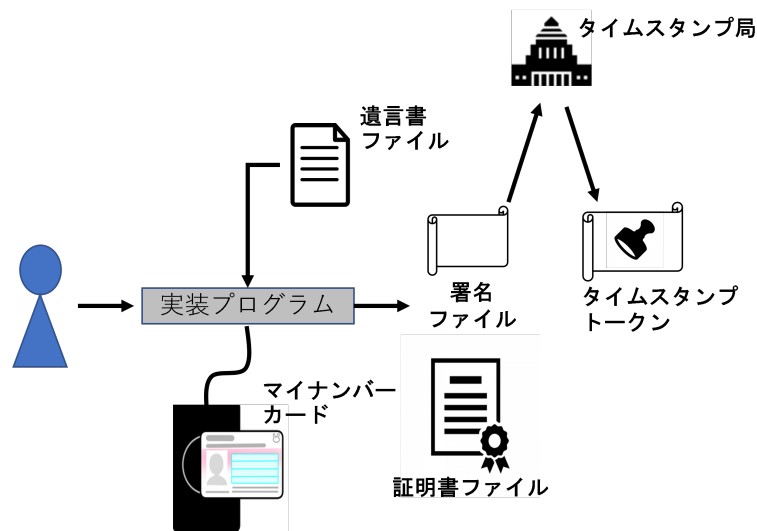 タイムスタンプ局
遺言書
ファイル
実装プログラム
署名
ファイル
タイムスタンプ
トークン
マイナンバー
カード
証明書ファイル